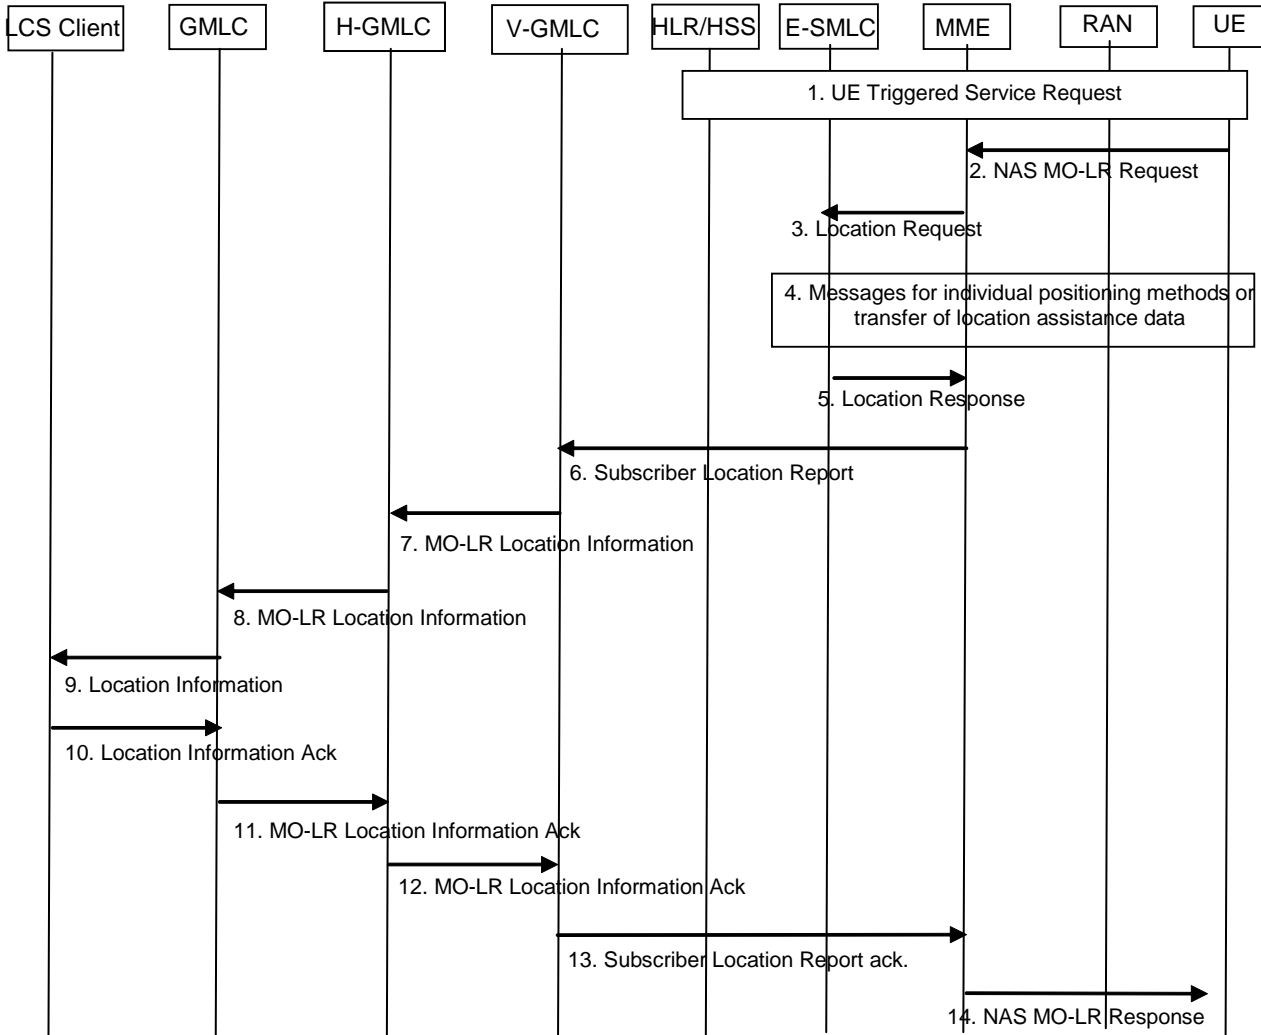 LCS Client
GMLC
H-GMLC
V-GMLC
HLR/HSS
E-SMLC
MME
RAN
UE
1. UE Triggered Service Request
2. NAS MO-LR Request
3. Location Request
4. Messages for individual positioning methods or
transfer of location assistance data
5. Location Response
6. Subscriber Location Report
7. MO-LR Location Information
8. MO-LR Location Information
9. Location Information
10. Location Information Ack
11. MO-LR Location Information Ack
12. MO-LR Location Information Ack
13. Subscriber Location Report ack.
14. NAS MO-LR Response